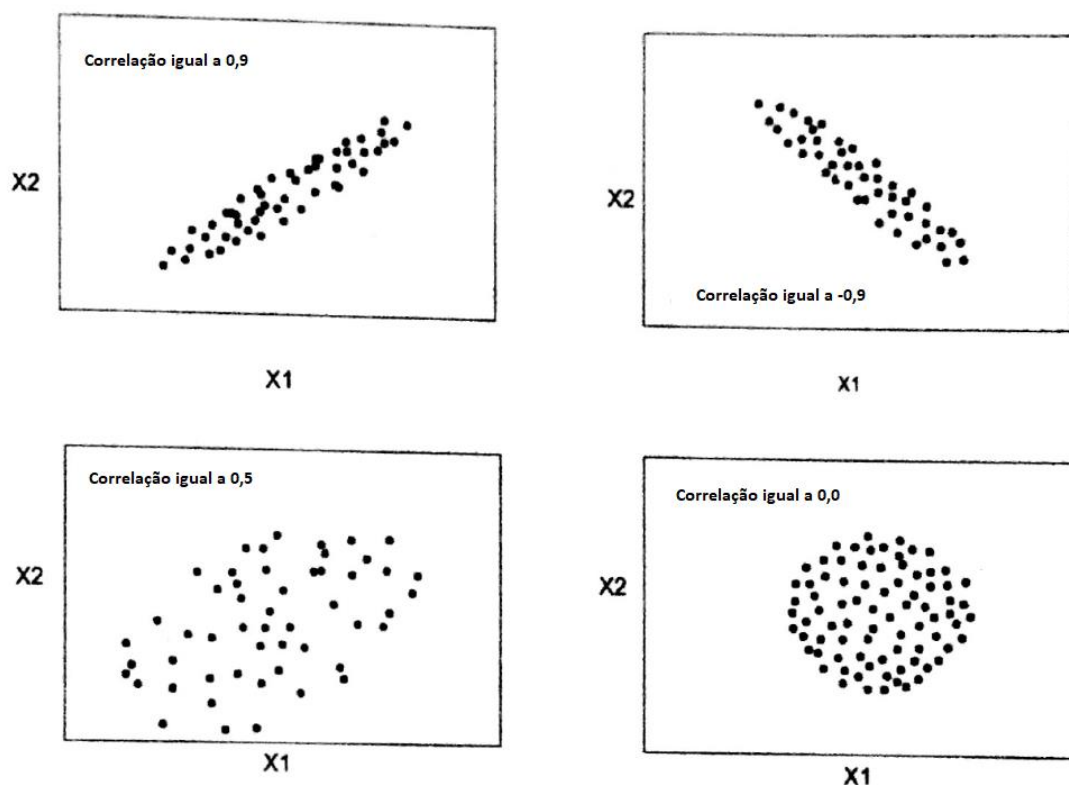 Correlação igual a 0,9
X2
X1
Correlação igual a -0,9
X2
X1
Correlação igual a 0,5
X2
X1
Correlação igual a 0,0
X2
X1